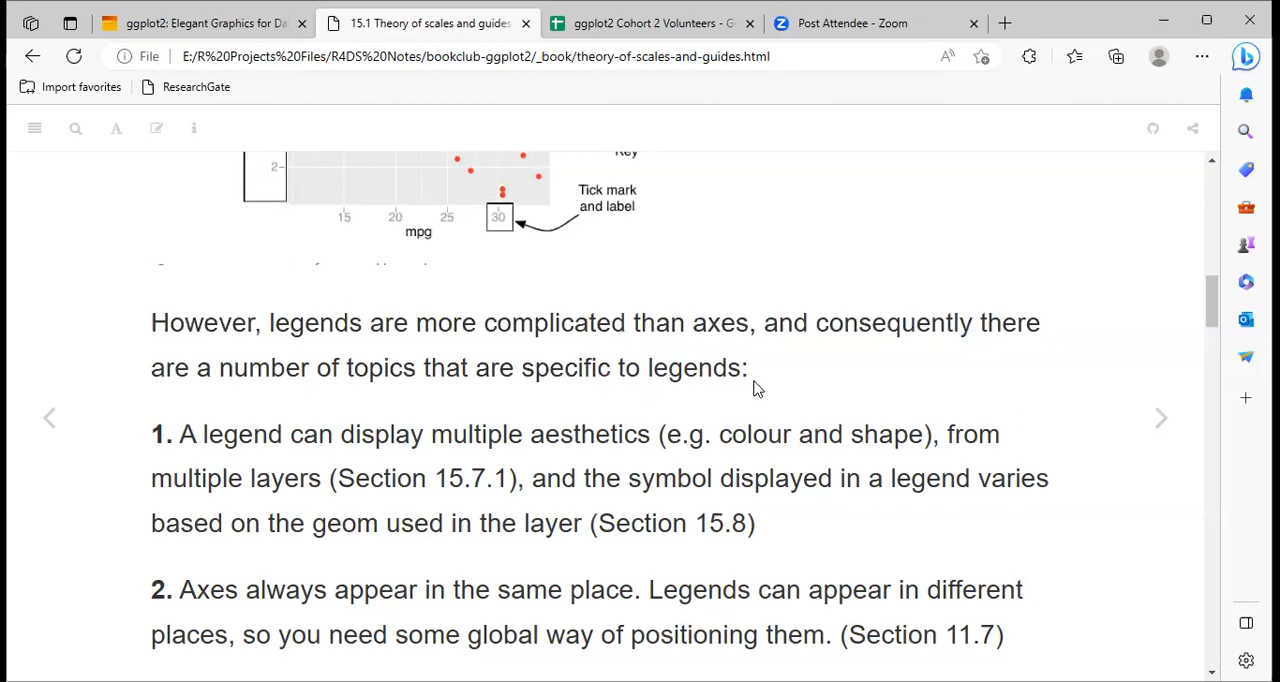 ggplot2: Elegant Graphics for Da
15.1 Theory of scales and guides
ggplot2 Cohort 2 Volunteers - G
Post Attendee - Zoom
File
E:/R%20Projects%20Files/R4DS%20Notes/bookclub-ggplot2/_book/theory-of-scales-and-guides.html
Import favorites
ResearchGate
Key
2
Tick mark
and label
15 20 25 30
mpg
However, legends are more complicated than axes, and consequently there
are a number of topics that are specific to legends:
1. A legend can display multiple aesthetics (e.g. colour and shape), from
multiple layers (Section 15.7.1), and the symbol displayed in a legend varies
based on the geom used in the layer (Section 15.8)
2. Axes always appear in the same place. Legends can appear in different
places, so you need some global way of positioning them. (Section 11.7)